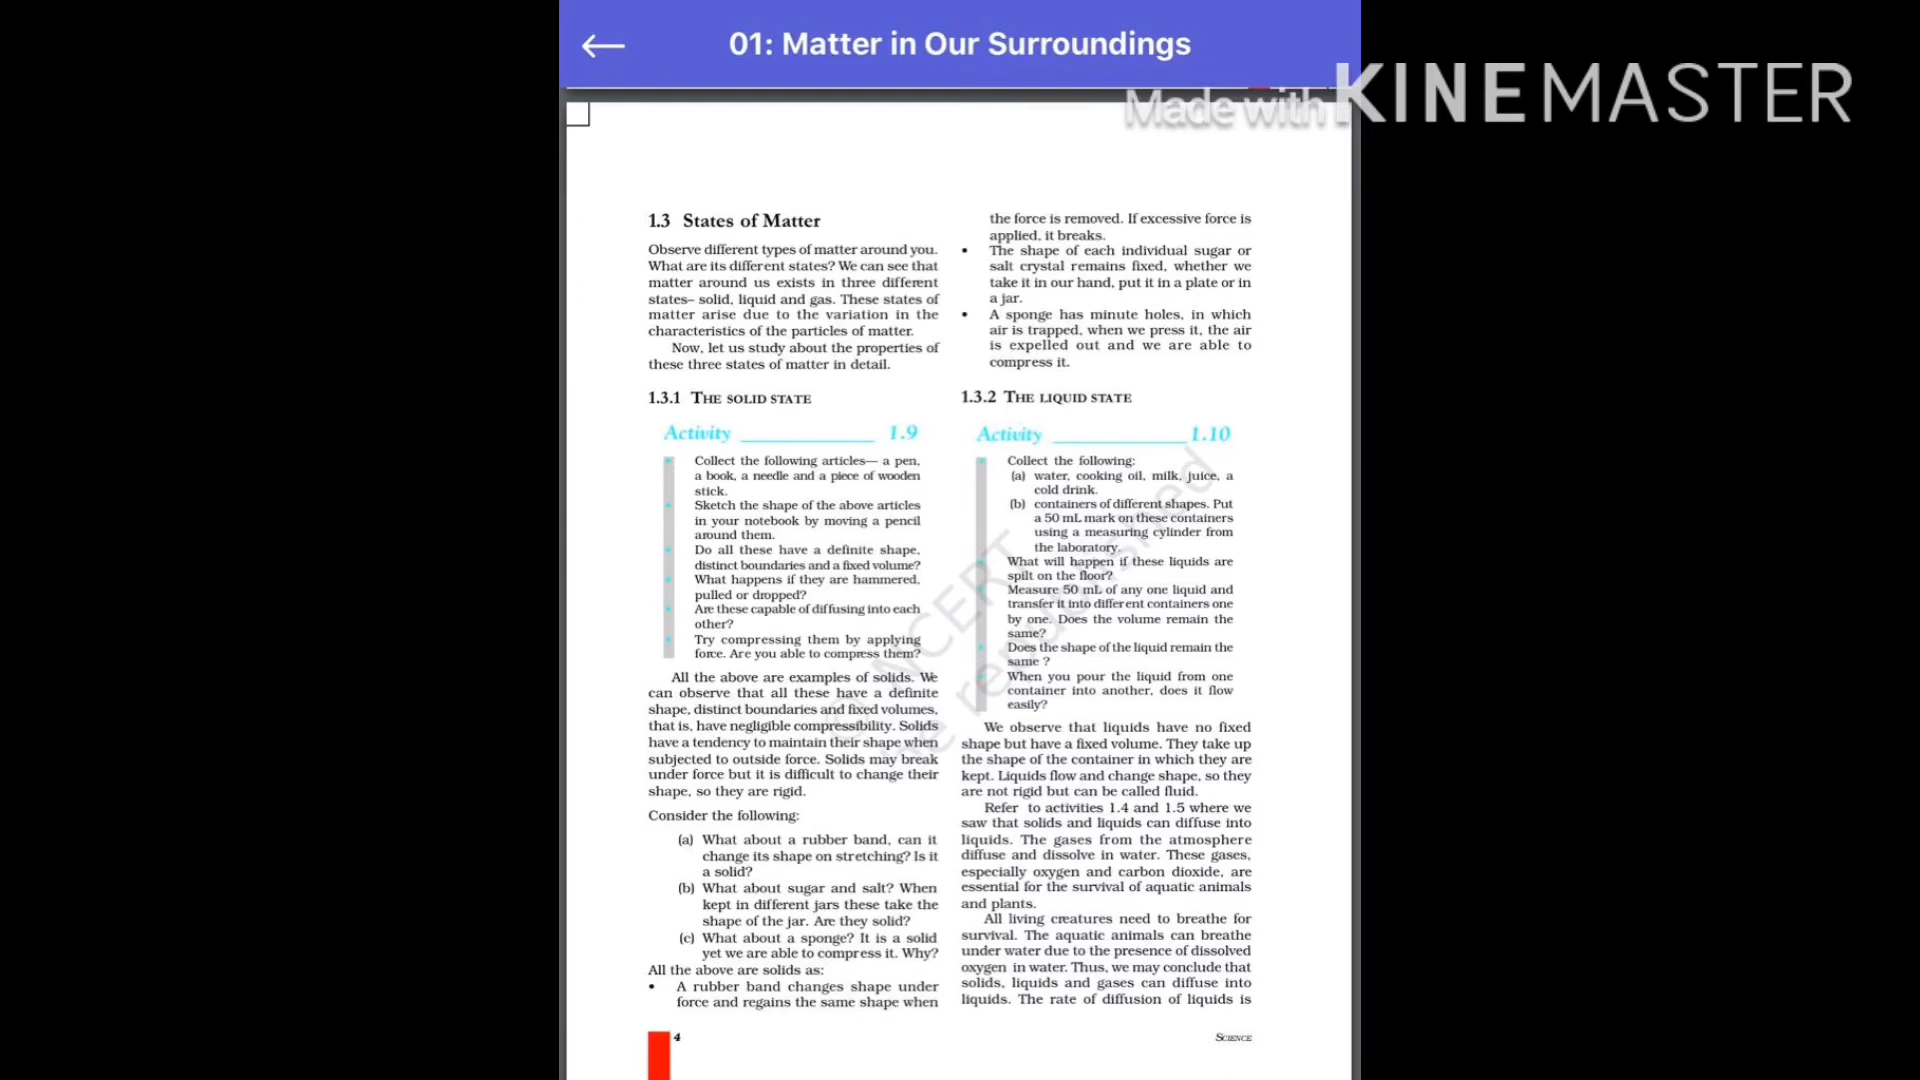 01: Matter in Our Surroundings
Made with KINEMASTER
1.3 States of Matter
Observe different types of matter around you.
What are its different states? We can see that
matter around us exists in three different
states– solid, liquid and gas. These states of
matter arise due to the variation in the
characteristics of the particles of matter.
Now, let us study about the properties of
these three states of matter in detail.
1.3.1 THE SOLID STATE
Activity ______________ 1.9
• Collect the following articles— a pen,
a book, a needle and a piece of wooden
stick.
• Sketch the shape of the above articles
in your notebook by moving a pencil
around them.
• Do all these have a definite shape,
distinct boundaries and a fixed volume?
• What happens if they are hammered,
pulled or dropped?
• Are these capable of diffusing into each
other?
• Try compressing them by applying
force. Are you able to compress them?
All the above are examples of solids. We
can observe that all these have a definite
shape, distinct boundaries and fixed volumes,
that is, have negligible compressibility. Solids
have a tendency to maintain their shape when
subjected to outside force. Solids may break
under force but it is difficult to change their
shape, so they are rigid.
Consider the following:
(a) What about a rubber band, can it
change its shape on stretching? Is it
a solid?
(b) What about sugar and salt? When
kept in different jars these take the
shape of the jar. Are they solid?
(c) What about a sponge? It is a solid
yet we are able to compress it. Why?
All the above are solids as:
• A rubber band changes shape under
force and regains the same shape when
the force is removed. If excessive force is
applied, it breaks.
• The shape of each individual sugar or
salt crystal remains fixed, whether we
take it in our hand, put it in a plate or in
a jar.
• A sponge has minute holes, in which
air is trapped, when we press it, the air
is expelled out and we are able to
compress it.
1.3.2 THE LIQUID STATE
Activity ______________ 1.10
• Collect the following:
(a) water, cooking oil, milk, juice, a
cold drink.
(b) containers of different shapes. Put
a 50 mL mark on these containers
using a measuring cylinder from
the laboratory.
• What will happen if these liquids are
spilt on the floor?
• Measure 50 mL of any one liquid and
transfer it into different containers one
by one. Does the volume remain the
same?
• Does the shape of the liquid remain the
same ?
• When you pour the liquid from one
container into another, does it flow
easily?
We observe that liquids have no fixed
shape but have a fixed volume. They take up
the shape of the container in which they are
kept. Liquids flow and change shape, so they
are not rigid but can be called fluid.
Refer to activities 1.4 and 1.5 where we
saw that solids and liquids can diffuse into
liquids. The gases from the atmosphere
diffuse and dissolve in water. These gases,
especially oxygen and carbon dioxide, are
essential for the survival of aquatic animals
and plants.
All living creatures need to breathe for
survival. The aquatic animals can breathe
under water due to the presence of dissolved
oxygen in water. Thus, we may conclude that
solids, liquids and gases can diffuse into
liquids. The rate of diffusion of liquids is
© NCERT
be republished
4
SCIENCE